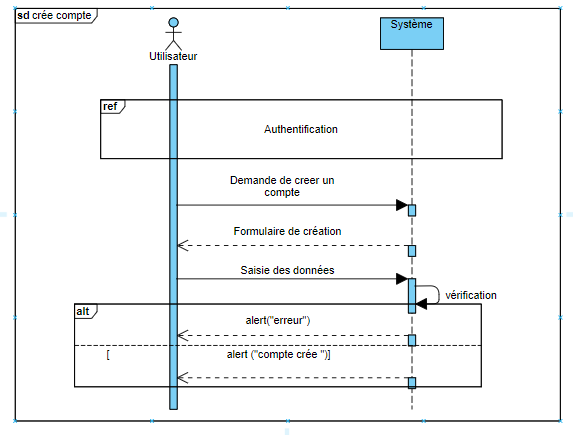 sd crée compte
Système
Utilisateur
ref
Authentification
Demande de creer un
compte
Formulaire de création
Saisie des données
vérification
alt
alert("erreur")
[ alert ("compte crée ")]